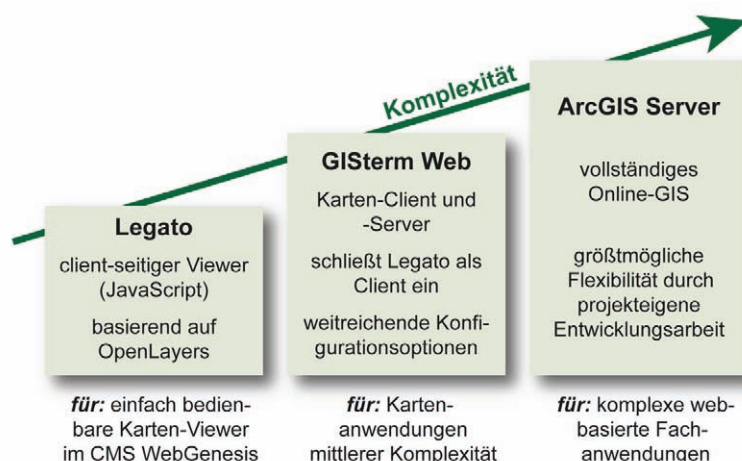 Komplexität
Legato
client-seitiger Viewer
(JavaScript)
basierend auf
OpenLayers
für: einfach bedien-
bare Karten-Viewer
im CMS WebGenesis
GISterm Web
Karten-Client und
-Server
schließt Legato als
Client ein
weitreichende Konfi-
gurationsoptionen
für: Karten-
anwendungen
mittlerer Komplexität
ArcGIS Server
vollständiges
Online-GIS
größtmögliche
Flexibilität durch
projekteigene
Entwicklungsarbeit
für: komplexe web-
basierte Fach-
anwendungen